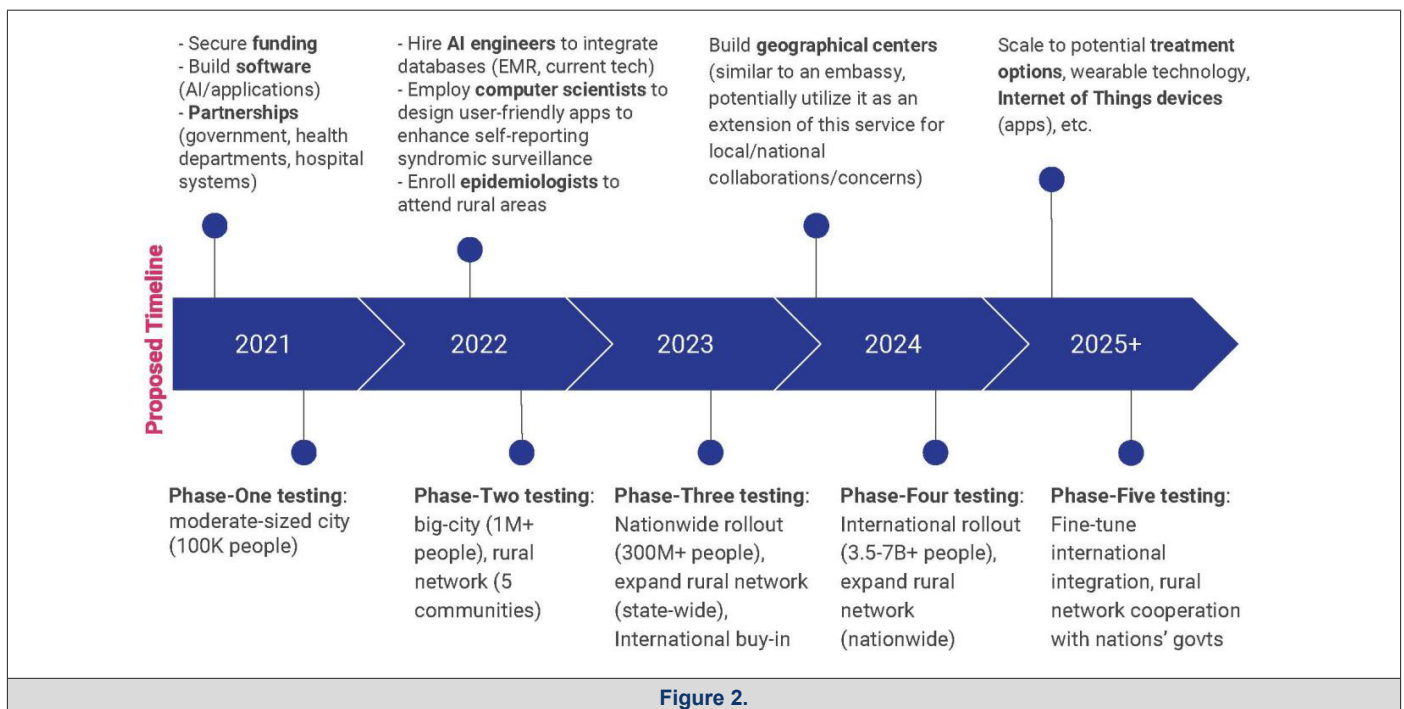 - Secure funding
- Build software
(AI/applications)
- Partnerships
(government, health
departments, hospital
systems)
- Hire AI engineers to integrate
databases (EMR, current tech)
- Employ computer scientists to
design user-friendly apps to
enhance self-reporting
syndromic surveillance
- Enroll epidemiologists to
attend rural areas
Build geographical centers
(similar to an embassy,
potentially utilize it as an
extension of this service for
local/national
collaborations/concerns)
Scale to potential treatment
options, wearable technology,
Internet of Things devices
(apps), etc.
Proposed Timeline
2021
2022
2023
2024
2025+
Phase-One testing:
moderate-sized city
(100K people)
Phase-Two testing:
big-city (1M+
people), rural
network (5
communities)
Phase-Three testing:
Nationwide rollout
(300M+ people),
expand rural network
(state-wide),
International buy-in
Phase-Four testing:
International rollout
(3.5-7B+ people),
expand rural
network
(nationwide)
Phase-Five testing:
Fine-tune
international
integration, rural
network cooperation
with nations’ govts
Figure 2.